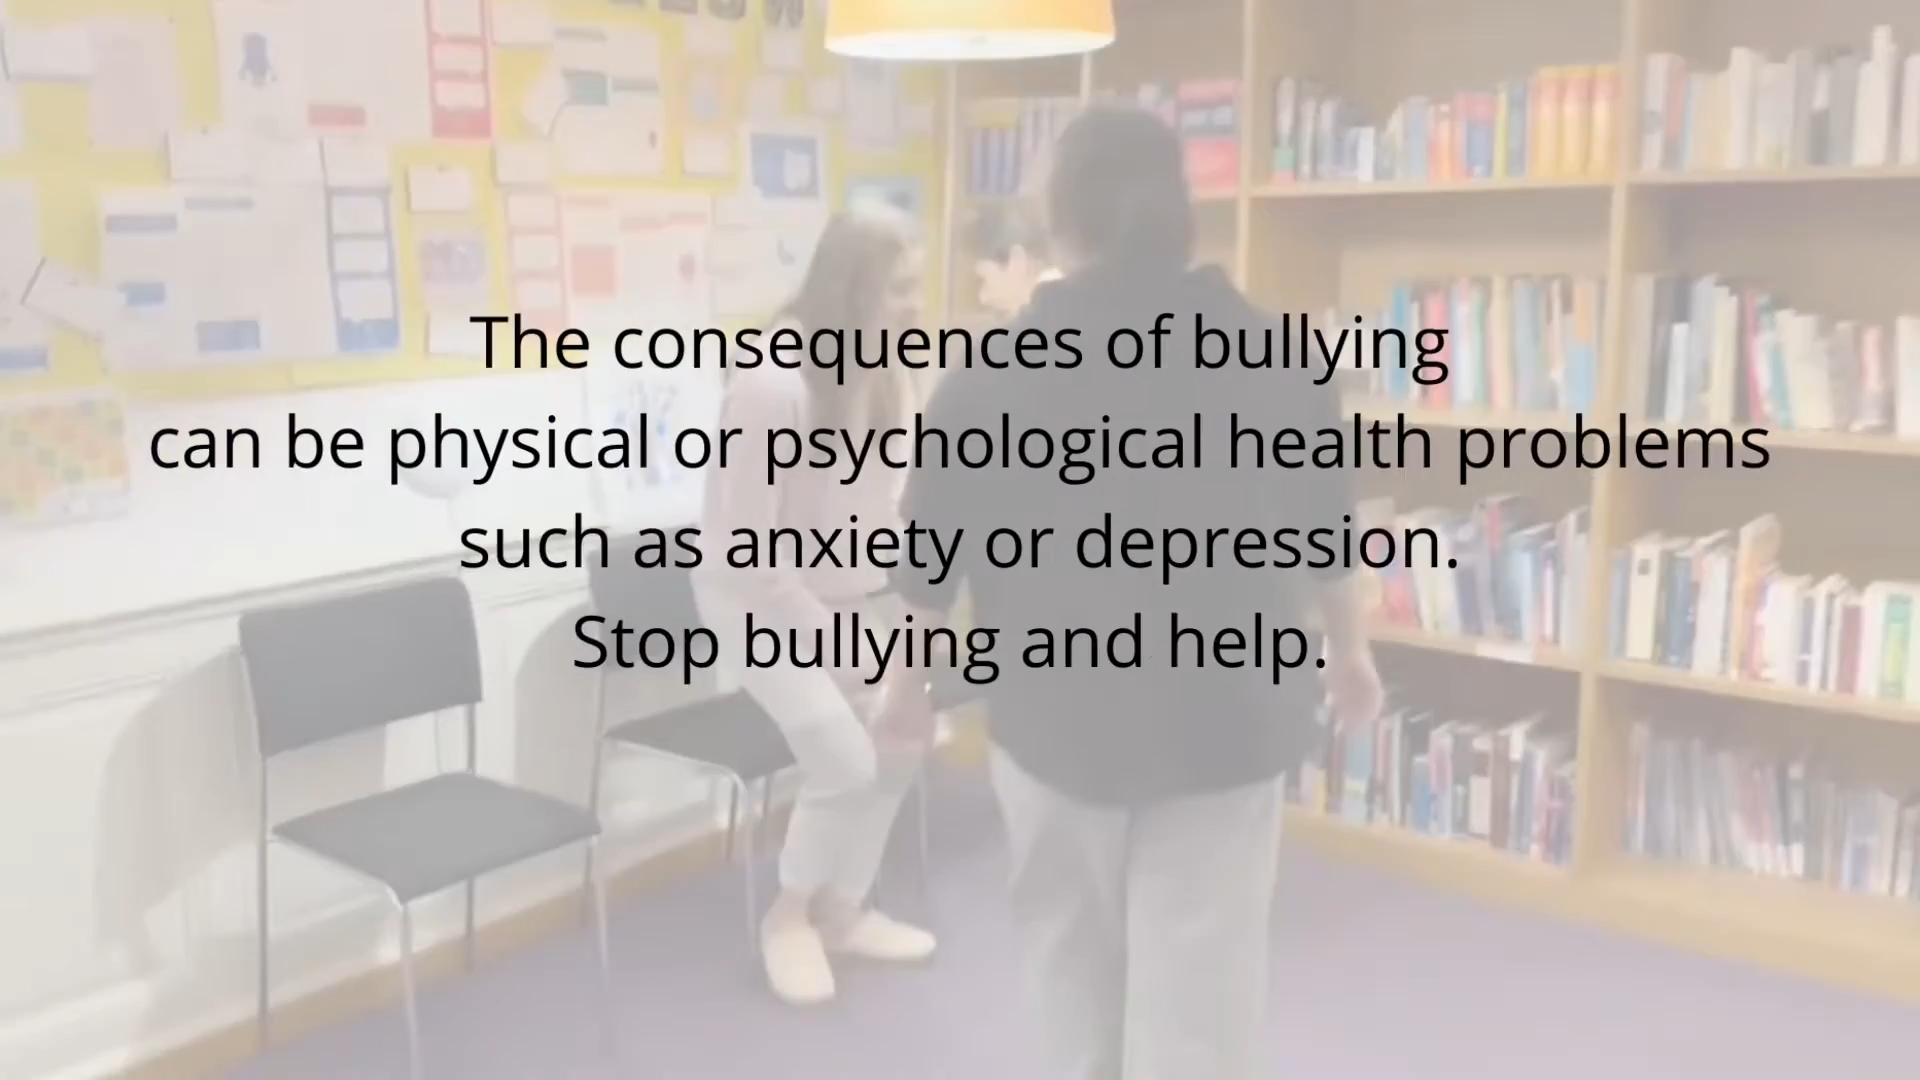 The consequences of bullying
can be physical or psychological health problems
such as anxiety or depression.
Stop bullying and help.